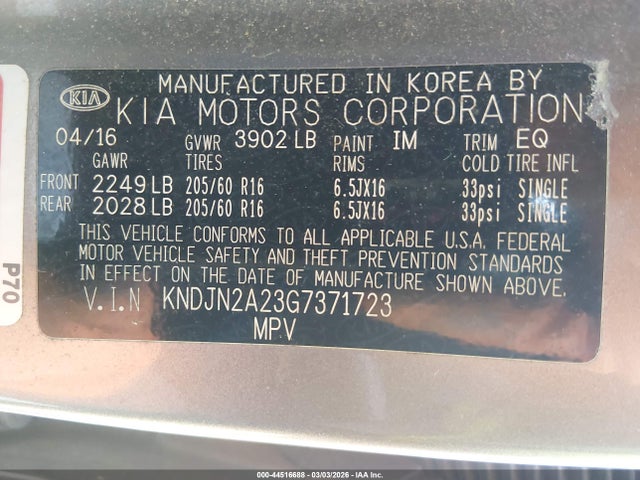 MANUFACTURED IN KOREA BY
KIA KIA MOTORS CORPORATION
04/16 GVWR 3902 LB PAINT IM TRIM EQ
GAWR TIRES RIMS COLD TIRE INFL
FRONT 2249 LB 205/60 R16 6.5JX16 33psi SINGLE
REAR 2028 LB 205/60 R16 6.5JX16 33psi SINGLE
THIS VEHICLE CONFORMS TO ALL APPLICABLE U.S.A. FEDERAL
MOTOR VEHICLE SAFETY AND THEFT PREVENTION STANDARDS
IN EFFECT ON THE DATE OF MANUFACTURE SHOWN ABOVE.
V.I.N KNDJN2A23G7371723
MPV
P70
000-44516688 - 03/03/2026 - IAA Inc.